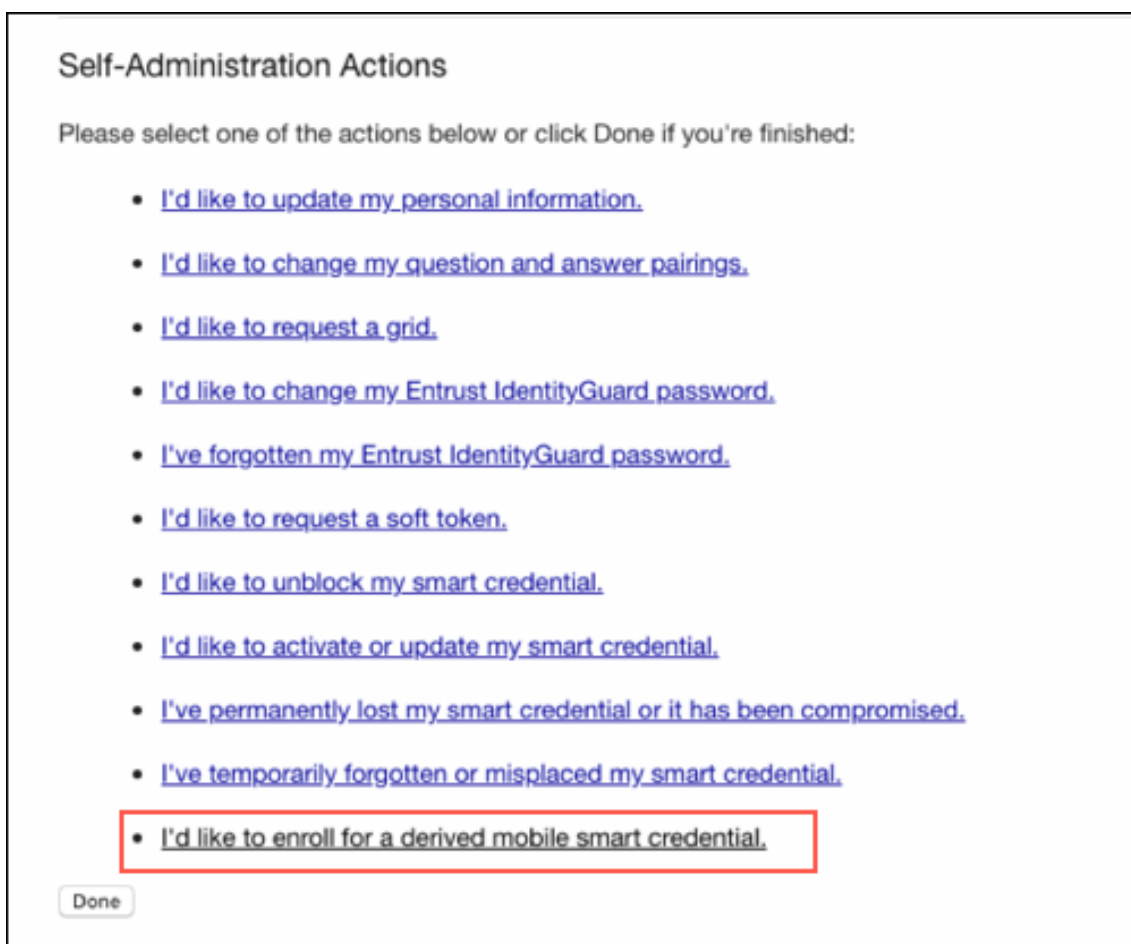 Self-Administration Actions
Please select one of the actions below or click Done if you're finished:
I'd like to update my personal information.
I'd like to change my question and answer pairings.
I'd like to request a grid.
I'd like to change my Entrust IdentityGuard password.
I've forgotten my Entrust IdentityGuard password.
I'd like to request a soft token.
I'd like to unblock my smart credential.
I'd like to activate or update my smart credential.
I've permanently lost my smart credential or it has been compromised.
I've temporarily forgotten or misplaced my smart credential.
I'd like to enroll for a derived mobile smart credential.
Done